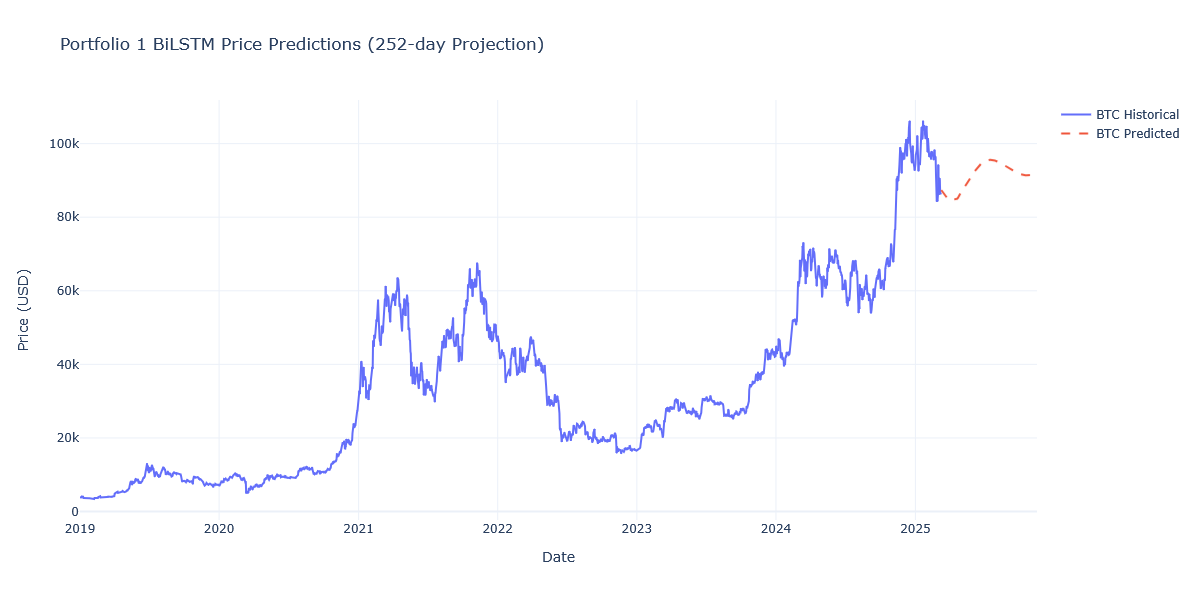 Portfolio 1 BiLSTM Price Predictions (252-day Projection)
BTC Historical
BTC Predicted
100k
80k
60k
40k
20k
0
Price (USD)
2019 2020 2021 2022 2023 2024 2025
Date